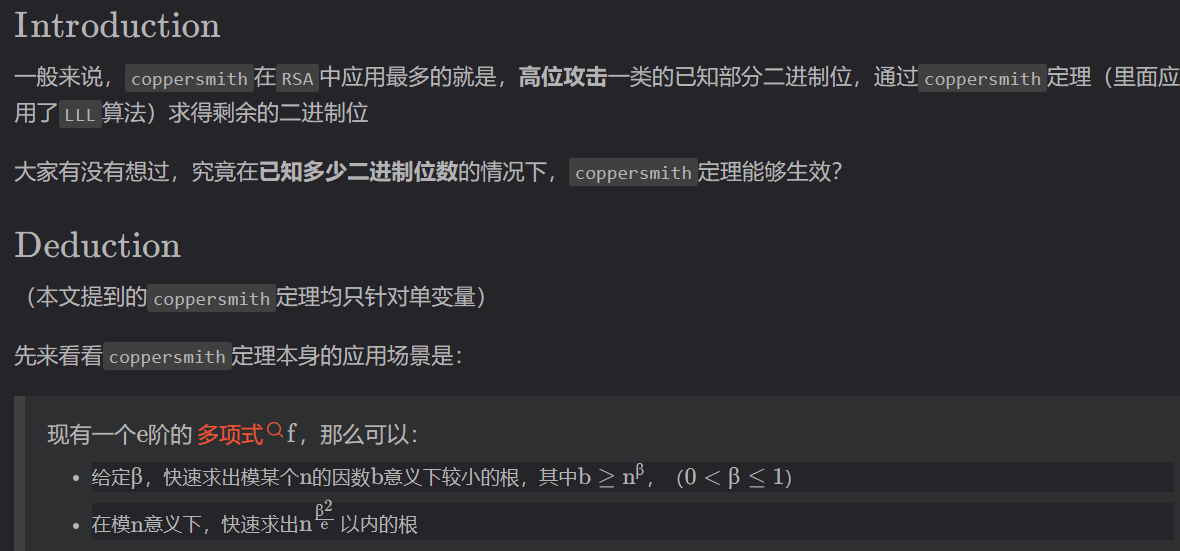 Introduction
一般来说，coppersmith在RSA中应用最多的就是，高位攻击一类的已知部分二进制位，通过coppersmith定理（里面应
用了LLL算法）求得剩余的二进制位
大家有没有想过，究竟在已知多少二进制位数的情况下，coppersmith定理能够生效？
Deduction
（本文提到的coppersmith定理均只针对单变量）
先来看看coppersmith定理本身的应用场景是：
现有一个e阶的 多项式 f，那么可以：
• 给定β，快速求出模某个n的因数b意义下较小的根，其中b ≥ n^β，（0 < β ≤ 1）
• 在模n意义下，快速求出n^(β²/e) 以内的根